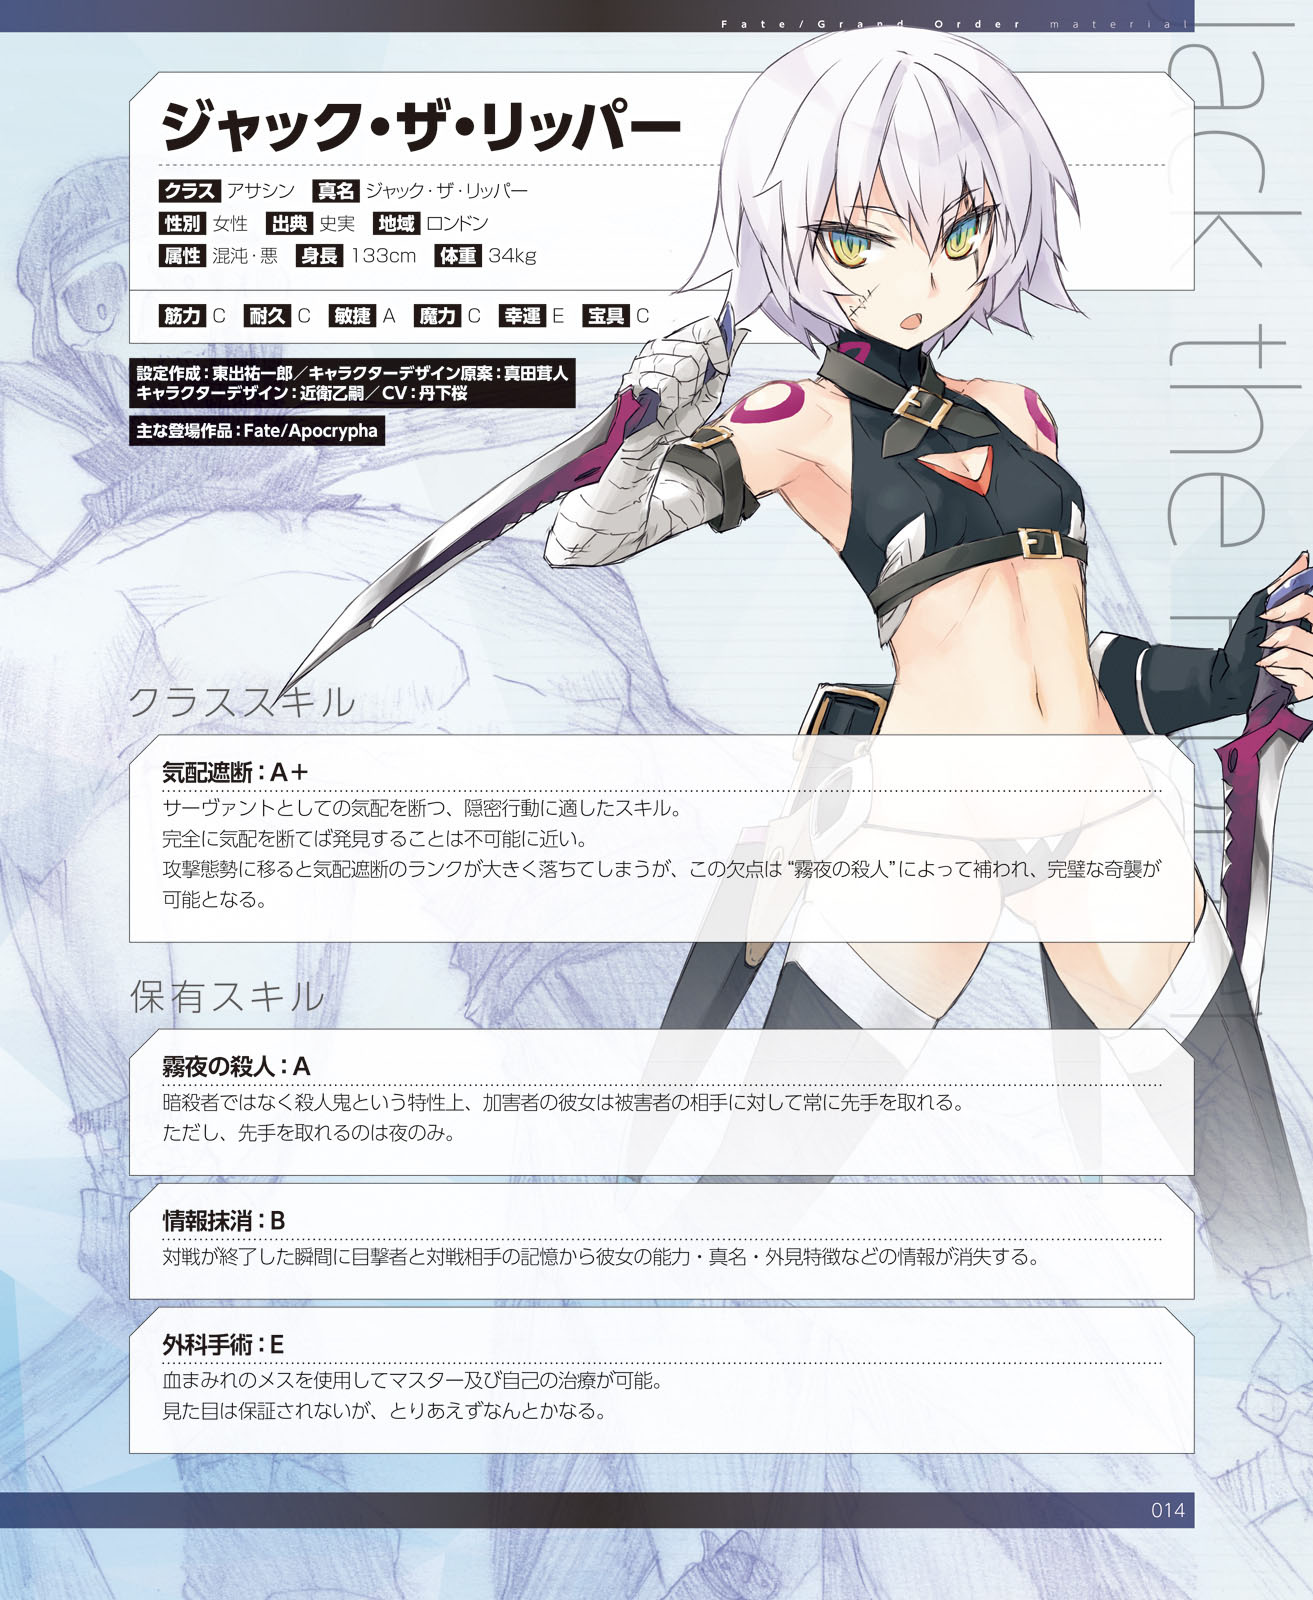 Fate/Grand Order material
Jack the Ripper
ジャック・ザ・リッパー
クラス アサシン 真名 ジャック・ザ・リッパー
性別 女性 出典 史実 地域 ロンドン
属性 混沌・悪 身長 133cm 体重 34kg
筋力 C 耐久 C 敏捷 A 魔力 C 幸運 E 宝具 C
設定作成：東出祐一郎／キャラクターデザイン原案：真田茸人
キャラクターデザイン：近衛乙嗣／CV：丹下桜
主な登場作品：Fate/Apocrypha
クラススキル
気配遮断：A＋
サーヴァントとしての気配を断つ、隠密行動に適したスキル。
完全に気配を断てば発見することは不可能に近い。
攻撃態勢に移ると気配遮断のランクが大きく落ちてしまうが、この欠点は“霧夜の殺人”によって補われ、完璧な奇襲が
可能となる。
保有スキル
霧夜の殺人：A
暗殺者ではなく殺人鬼という特性上、加害者の彼女は被害者の相手に対して常に先手を取れる。
ただし、先手を取れるのは夜のみ。
情報抹消：B
対戦が終了した瞬間に目撃者と対戦相手の記憶から彼女の能力・真名・外見特徴などの情報が消失する。
外科手術：E
血まみれのメスを使用してマスター及び自己の治療が可能。
見た目は保証されないが、とりあえずなんとかなる。
014